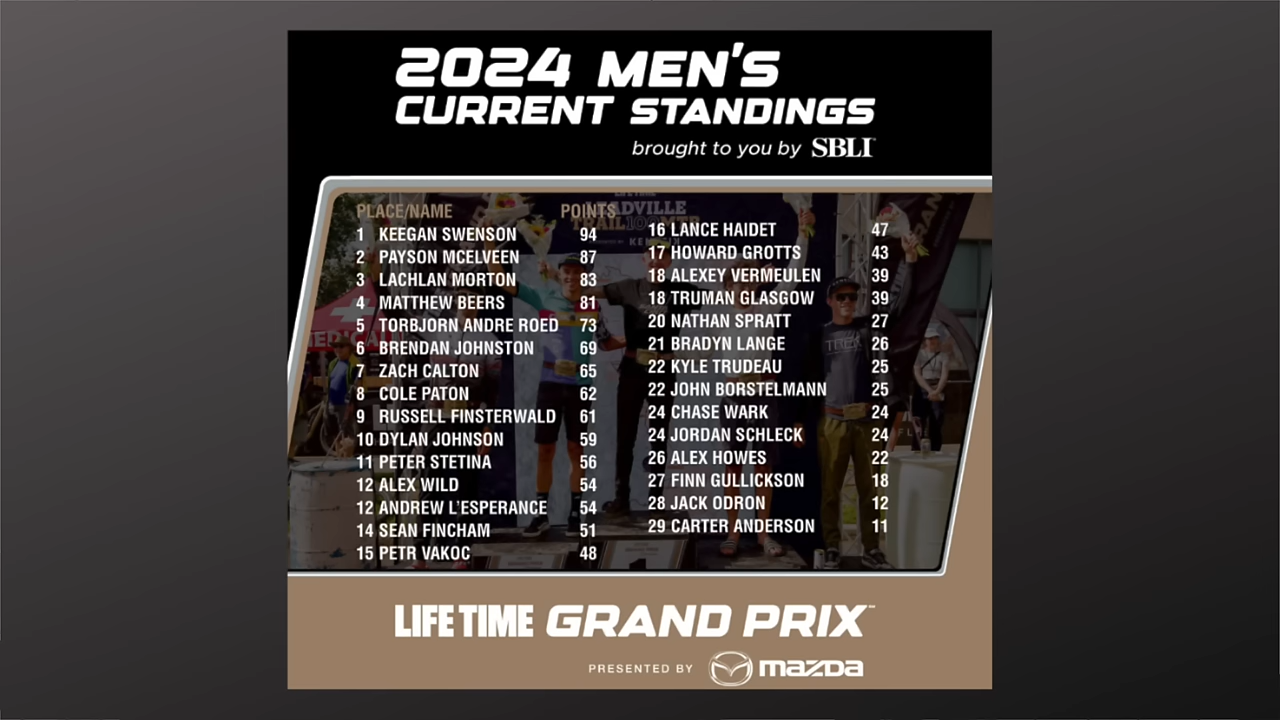 2024 MEN'S
CURRENT STANDINGS
brought to you by SBLI
PLACE/NAME POINTS
1 KEEGAN SWENSON 94
2 PAYSON MCELVEEN 87
3 LACHLAN MORTON 83
4 MATTHEW BEERS 81
5 TORBJORN ANDRE ROED 73
6 BRENDAN JOHNSTON 69
7 ZACH CALTON 65
8 COLE PATON 62
9 RUSSELL FINSTERWALD 61
10 DYLAN JOHNSON 59
11 PETER STETINA 56
12 ALEX WILD 54
12 ANDREW L'ESPERANCE 54
14 SEAN FINCHAM 51
15 PETR VAKOC 48
16 LANCE HAIDET 47
17 HOWARD GROTTS 43
18 ALEXEY VERMEULEN 39
18 TRUMAN GLASGOW 39
20 NATHAN SPRATT 27
21 BRADYN LANGE 26
22 KYLE TRUDEAU 25
22 JOHN BORSTELMANN 25
24 CHASE WARK 24
24 JORDAN SCHLECK 24
26 ALEX HOWES 22
27 FINN GULLICKSON 18
28 JACK ODRON 12
29 CARTER ANDERSON 11
LIFE TIME GRAND PRIX
PRESENTED BY mazda